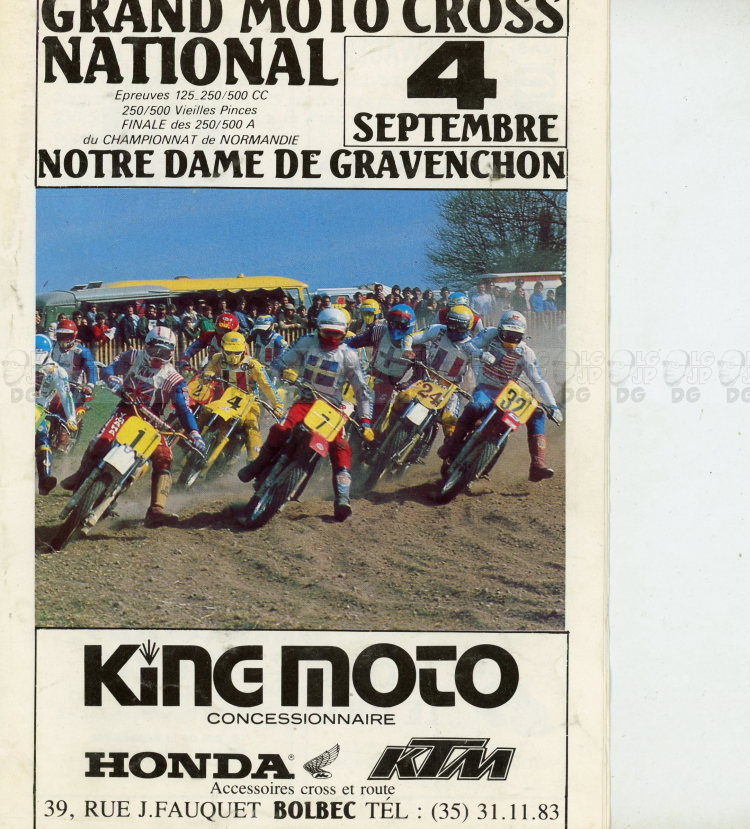 GRAND MOTO CROSS
NATIONAL
Epreuves 125_250/500 CC
250/500 Vieilles Pinces
FINALE des 250/500 A
du CHAMPIONNAT de NORMANDIE
4
SEPTEMBRE
NOTRE DAME DE GRAVENCHON
1
4
7
24
32
KiNG MOTO
CONCESSIONNAIRE
HONDA
KTM
Accessoires cross et route
39, RUE J.FAUQUET BOLBEC TÉL : (35) 31.11.83